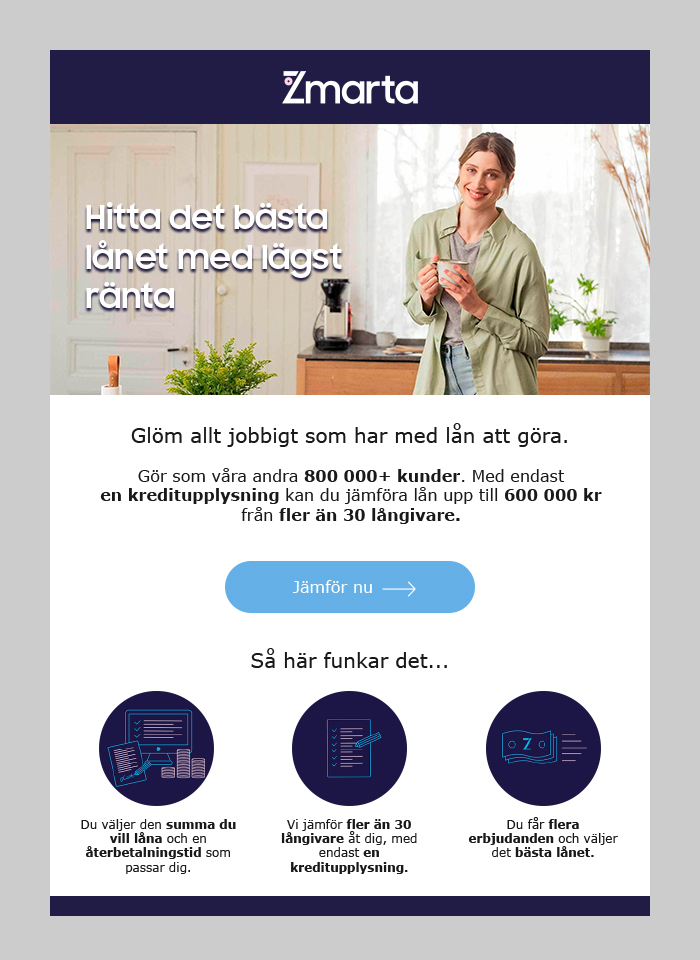 Zmarta
Hitta det bästa
lånet med lägst
ränta
Glöm allt jobbigt som har med lån att göra.
Gör som våra andra 800 000+ kunder. Med endast
en kreditupplysning kan du jämföra lån upp till 600 000 kr
från fler än 30 långivare.
Jämför nu
Så här funkar det...
Z
Du väljer den summa du
vill låna och en
återbetalningstid som
passar dig.
Vi jämför fler än 30
långivare åt dig, med
endast en
kreditupplysning.
Du får flera
erbjudanden och väljer
det bästa lånet.